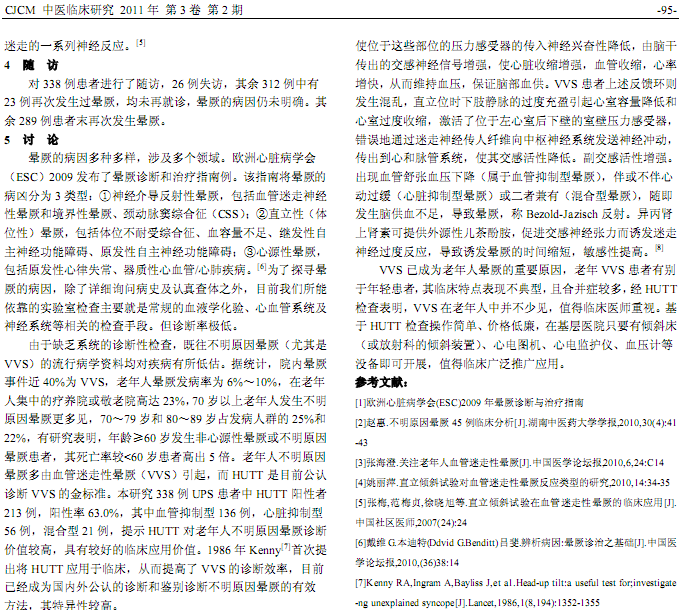 CJCM 中医临床研究 2011 年 第 3 卷 第 2 期
-95-
迷走的一系列神经反应。[5]
4 随 访
对 338 例患者进行了随访，26 例失访，其余 312 例中有
23 例再次发生过晕厥，均未再就诊，晕厥的病因仍未明确。其
余 289 例患者末再次发生晕厥。
5 讨 论
晕厥的病因多种多样，涉及多个领域。欧洲心脏病学会
（ESC）2009 发布了晕厥诊断和治疗指南例。该指南将晕厥的
病因分为 3 类型：①神经介导反射性晕厥，包括血管迷走神经
性晕厥和境界性晕厥、颈动脉窦综合征（CSS）；②直立性（体
位性）晕厥，包括体位不耐受综合征、血容量不足、继发性自
主神经功能障碍、原发性自主神经功能障碍；③心源性晕厥，
包括原发性心律失常、器质性心血管/心肺疾病。[6]为了探寻晕
厥的病因，除了详细询问病史及认真查体之外，目前我们所能
依靠的实验室检查主要就是常规的血液学化验、心血管系统及
神经系统等相关的检查手段。但诊断率极低。
由于缺乏系统的诊断性检查，既往不明原因晕厥（尤其是
VVS）的流行病学资料均对疾病有所低估。据统计，院内晕厥
事件近 40%为 VVS，老年人晕厥发病率为 6%～10%，在老年
人集中的疗养院或敬老院高达 23%,70 岁以上老年人发生不明
原因晕厥更多见，70～79 岁和 80～89 岁占发病人群的 25%和
22%，有研究表明，年龄≥60 岁发生非心源性晕厥或不明原因
晕厥患者，其死亡率较<60 岁患者高出 5 倍。老年人不明原因
晕厥多由血管迷走性晕厥（VVS）引起，而 HUTT 是目前公认
诊断 VVS 的金标准。本研究 338 例 UPS 患者中 HUTT 阳性者
213 例，阳性率 63.0%，其中血管抑制型 136 例，心脏抑制型
56 例，混合型 21 例，提示 HUTT 对老年人不明原因晕厥诊断
价值较高，具有较好的临床应用价值。1986 年 Kenny[7]首次提
出将 HUTT 应用于临床，从而提高了 VVS 的诊断效率，目前
已经成为国内外公认的诊断和鉴别诊断不明原因晕厥的有效
方法，其特异性较高。
使位于这些部位的压力感受器的传入神经兴奋性降低，由脑干
传出的交感神经信号增强，使心脏收缩增强，血管收缩，心率
增快，从而维持血压，保证脑部血供。VVS 患者上述反馈环则
发生混乱，直立位时下肢静脉的过度充盈引起心室容量降低和
心室过度收缩，激活了位于左心室后下壁的室壁压力感受器，
错误地通过迷走神经传人纤维向中枢神经系统发送神经冲动，
传出到心和脉管系统，使其交感活性降低。副交感活性增强。
出现血管舒张血压下降（属于血管抑制型晕厥），伴或不伴心
动过缓（心脏抑制型晕厥）或二者兼有（混合型晕厥），随即
发生脑供血不足，导致晕厥，称 Bezold-Jazisch 反射。异丙肾
上肾素可提供外源性儿茶酚胺，促进交感神经张力而诱发迷走
神经过度反应，导致诱发晕厥的时间缩短，敏感性提高。[8]
VVS 已成为老年人晕厥的重要原因，老年 VVS 患者有别
于年轻患者，其临床特点表现不典型，且合并症较多，经 HUTT
检查表明，VVS 在老年人中并不少见，值得临床医师重视。基
于 HUTT 检查操作简单、价格低廉，在基层医院只要有倾斜床
（或放射科的倾斜装置）、心电图机、心电监护仪、血压计等
没备即可开展，值得临床广泛推广应用。
参考文献：
[1]欧洲心脏病学会(ESC)2009 年晕厥诊断与治疗指南
[2]赵惠.不明原因晕厥 45 例临床分析[J].湖南中医药大学学报,2010,30(4):41
-43
[3]张海澄.关注老年人血管迷走性晕厥[J].中国医学论坛报2010,6,24:C14
[4]姚丽萍.直立倾斜试验对血管迷走性晕厥反应类型的研究,2010,14:34-35
[5]张梅,范梅贞,徐晓旭等.直立倾斜试验在血管迷走性晕厥的临床应用[J].
中国社区医师,2007(24):24
[6]戴维 G.本迪特(Ddvid G.Benditt)吕斐.辨析病因:晕厥诊治之基础[J].中国医
学论坛报,2010,(36)38:14
[7]Kenny RA,Ingram A,Bayliss J,et a1.Head-up tilt:a useful test for;investigate
-ng unexplained syncope[J].Lancet,1986,1(8,194):1352-1355